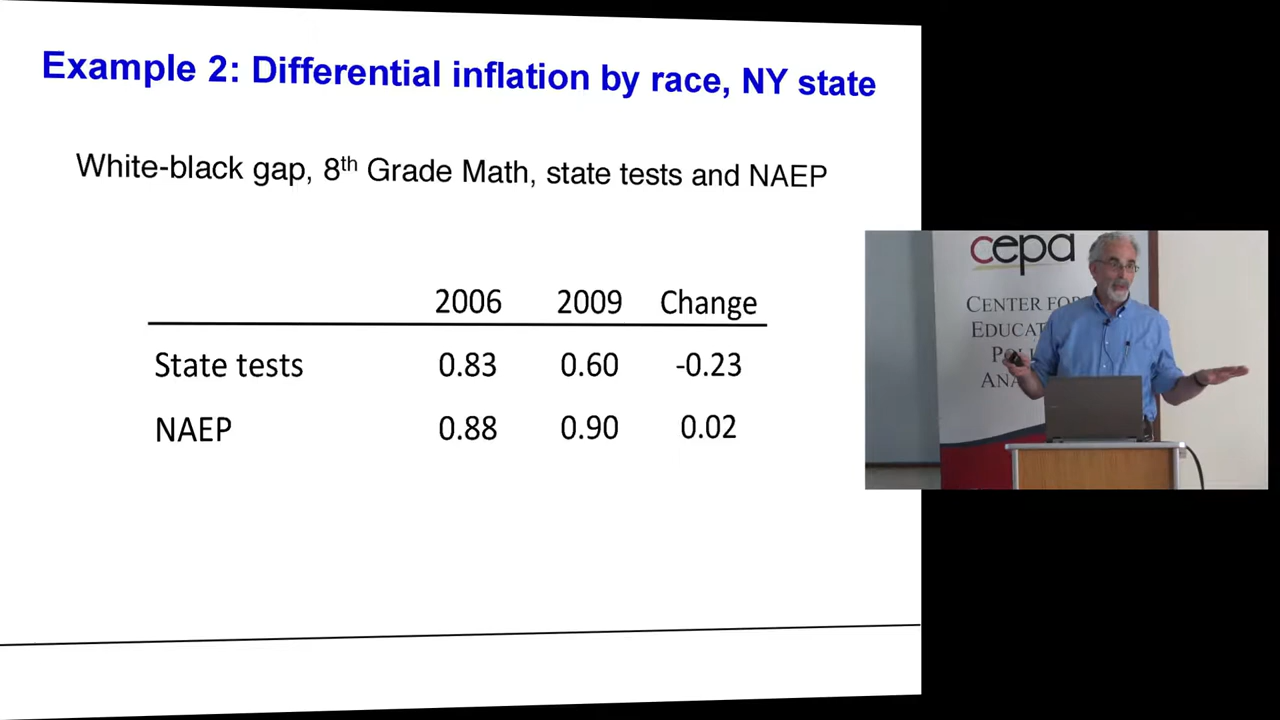 Example 2: Differential inflation by race, NY state
White-black gap, 8th Grade Math, state tests and NAEP
2006 2009 Change
State tests 0.83 0.60 -0.23
NAEP 0.88 0.90 0.02
cepa
CENTER FOR
EDUCAT
POLI
ANA